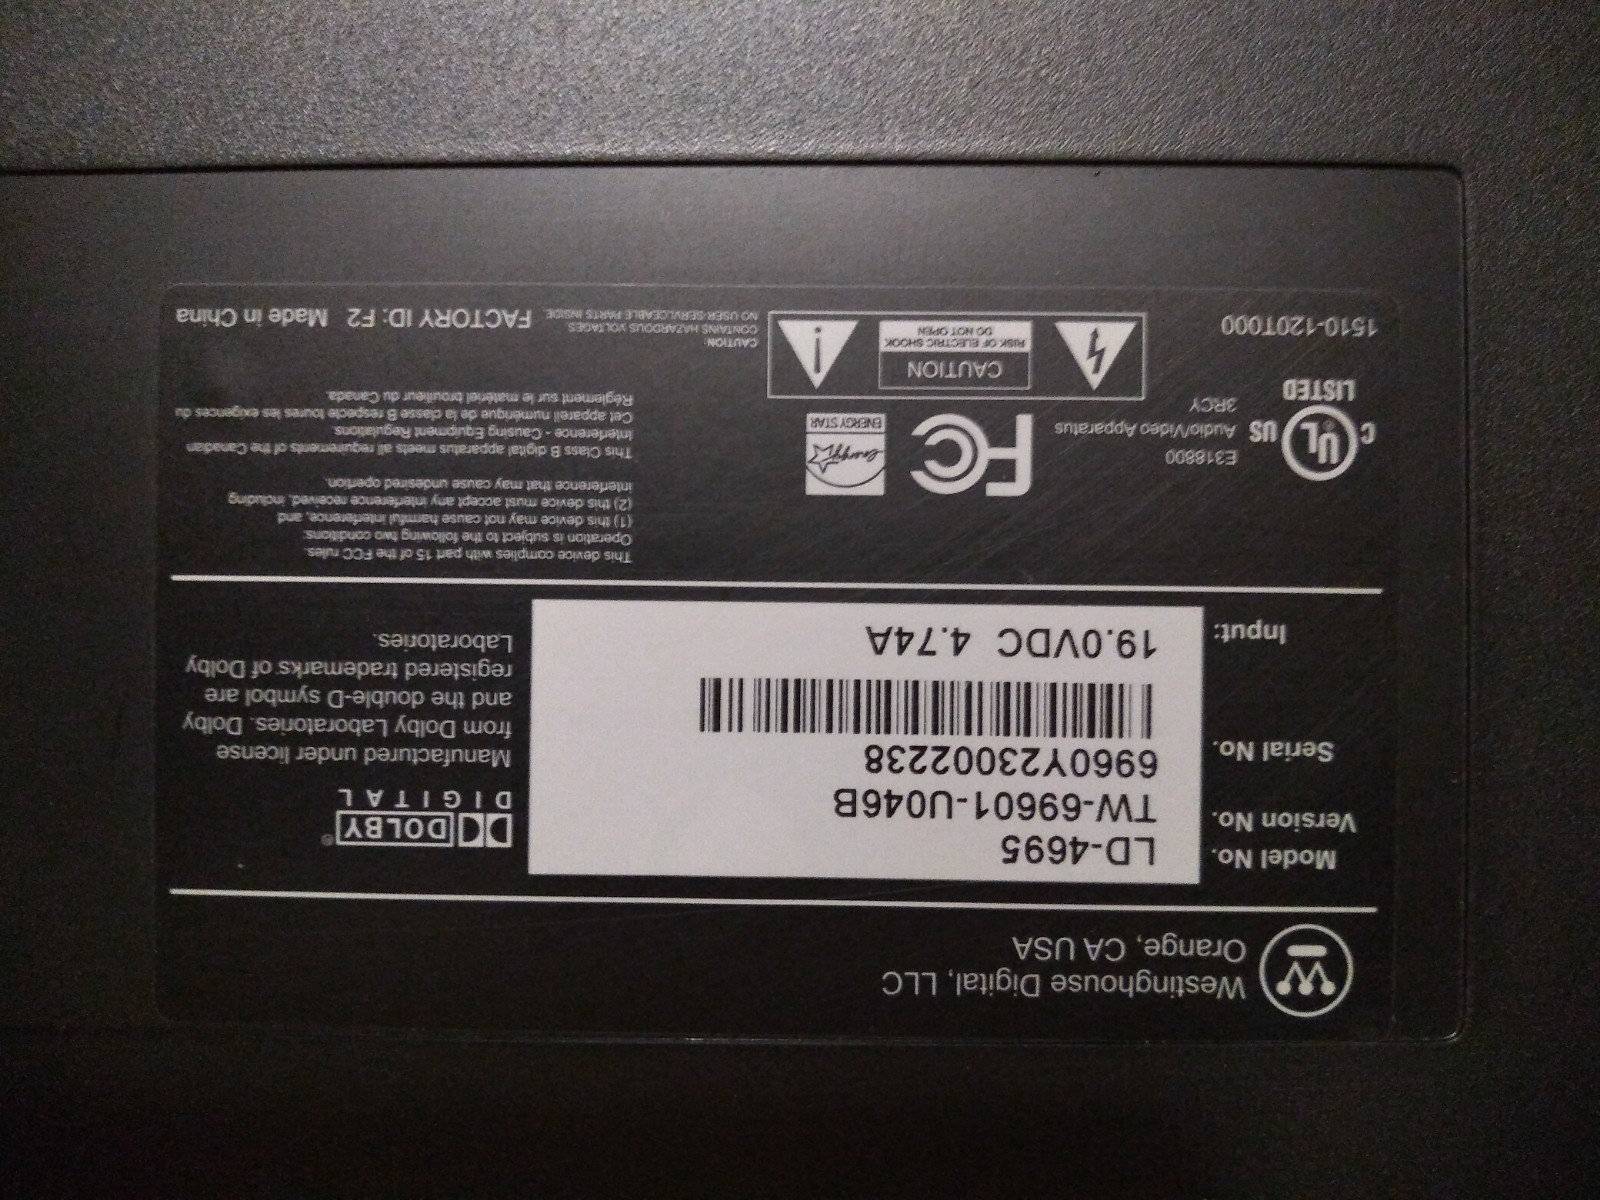 Westinghouse Digital, LLC
Orange, CA USA
Model No. LD-4695
Version No. TW-69601-U046B
Serial No. 6960Y23002238
Input: 19.0VDC 4.74A
DOLBY®
DIGITAL
Manufactured under license
from Dolby Laboratories. Dolby
and the double-D symbol are
registered trademarks of Dolby
Laboratories.
C UL ® US
LISTED
E318800
Audio/Video Apparatus
3RCY
FC
energy
ENERGY STAR
This device complies with part 15 of the FCC rules.
Operation is subject to the following two conditions:
(1) this device may not cause harmful interference, and
(2) this device must accept any interference received, including
interference that may cause undesired opertion.
This Class B digital apparatus meets all requirements of the Canadian
Interference - Causing Equipment Regulations.
Cet appareil numérique de la classe B respecte toures les exigences du
Réglement sur le matériel brouilleur du Canada.
1510-120T000
CAUTION
RISK OF ELECTRIC SHOCK
DO NOT OPEN
CAUTION:
CONTAINS HAZARDOUS VOLTAGES.
NO USER-SERVICEABLE PARTS INSIDE.
FACTORY ID: F2 Made in China